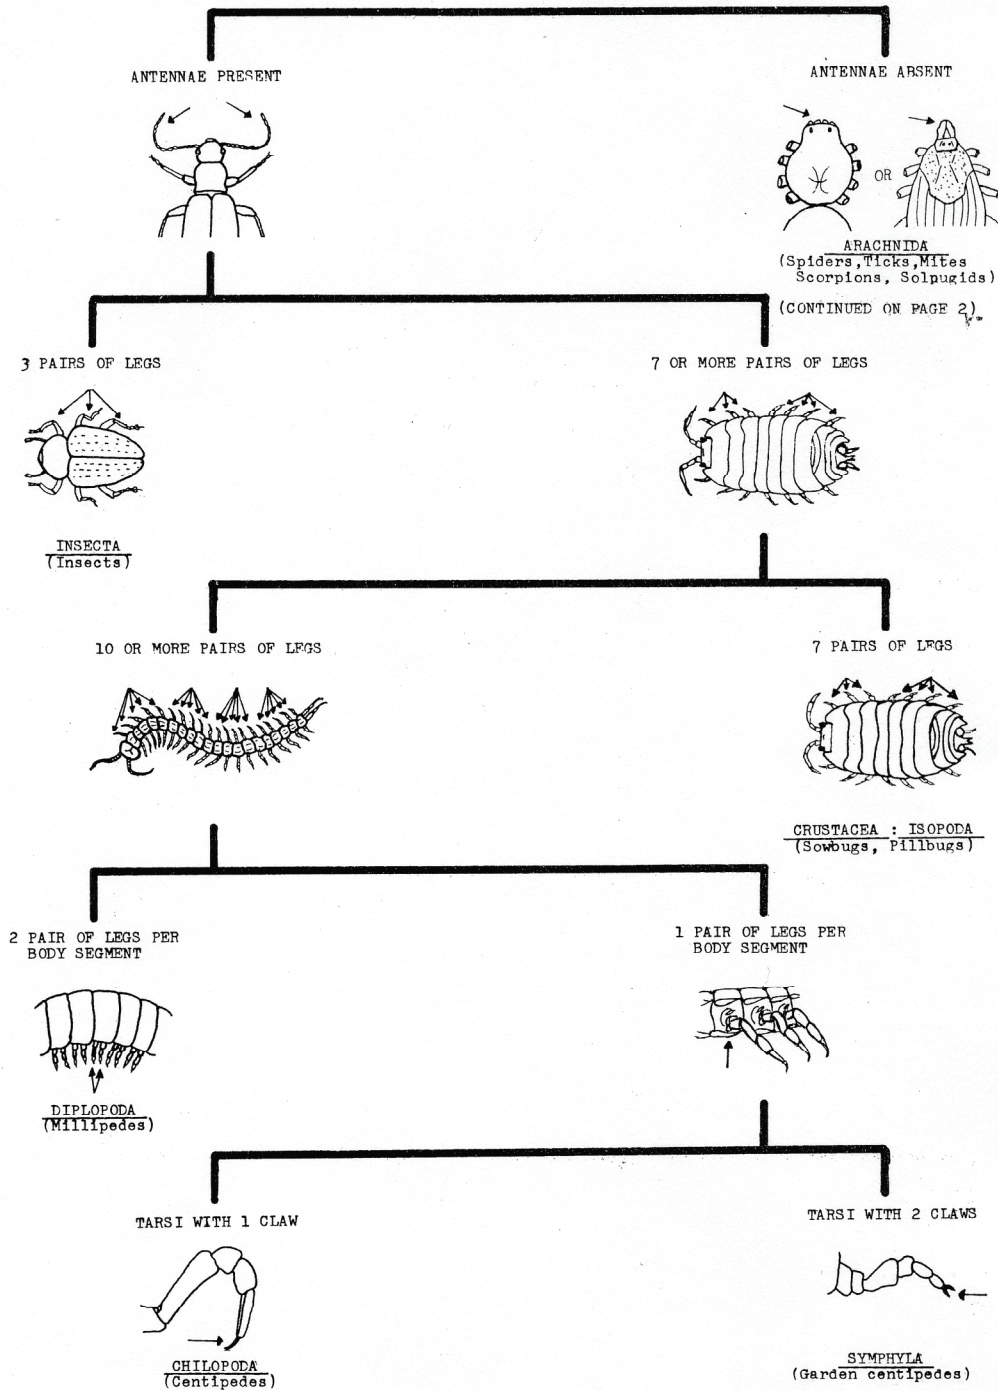 ANTENNAE PRESENT
ANTENNAE ABSENT
OR
ARACHNIDA
(Spiders,Ticks,Mites
Scorpions, Solpugids)
(CONTINUED ON PAGE 2)
3 PAIRS OF LEGS
7 OR MORE PAIRS OF LEGS
INSECTA
(Insects)
10 OR MORE PAIRS OF LEGS
7 PAIRS OF LEGS
CRUSTACEA : ISOPODA
(Sowbugs, Pillbugs)
2 PAIR OF LEGS PER
BODY SEGMENT
1 PAIR OF LEGS PER
BODY SEGMENT
DIPLOPODA
(Millipedes)
TARSI WITH 1 CLAW
TARSI WITH 2 CLAWS
CHILOPODA
(Centipedes)
SYMPHYLA
(Garden centipedes)